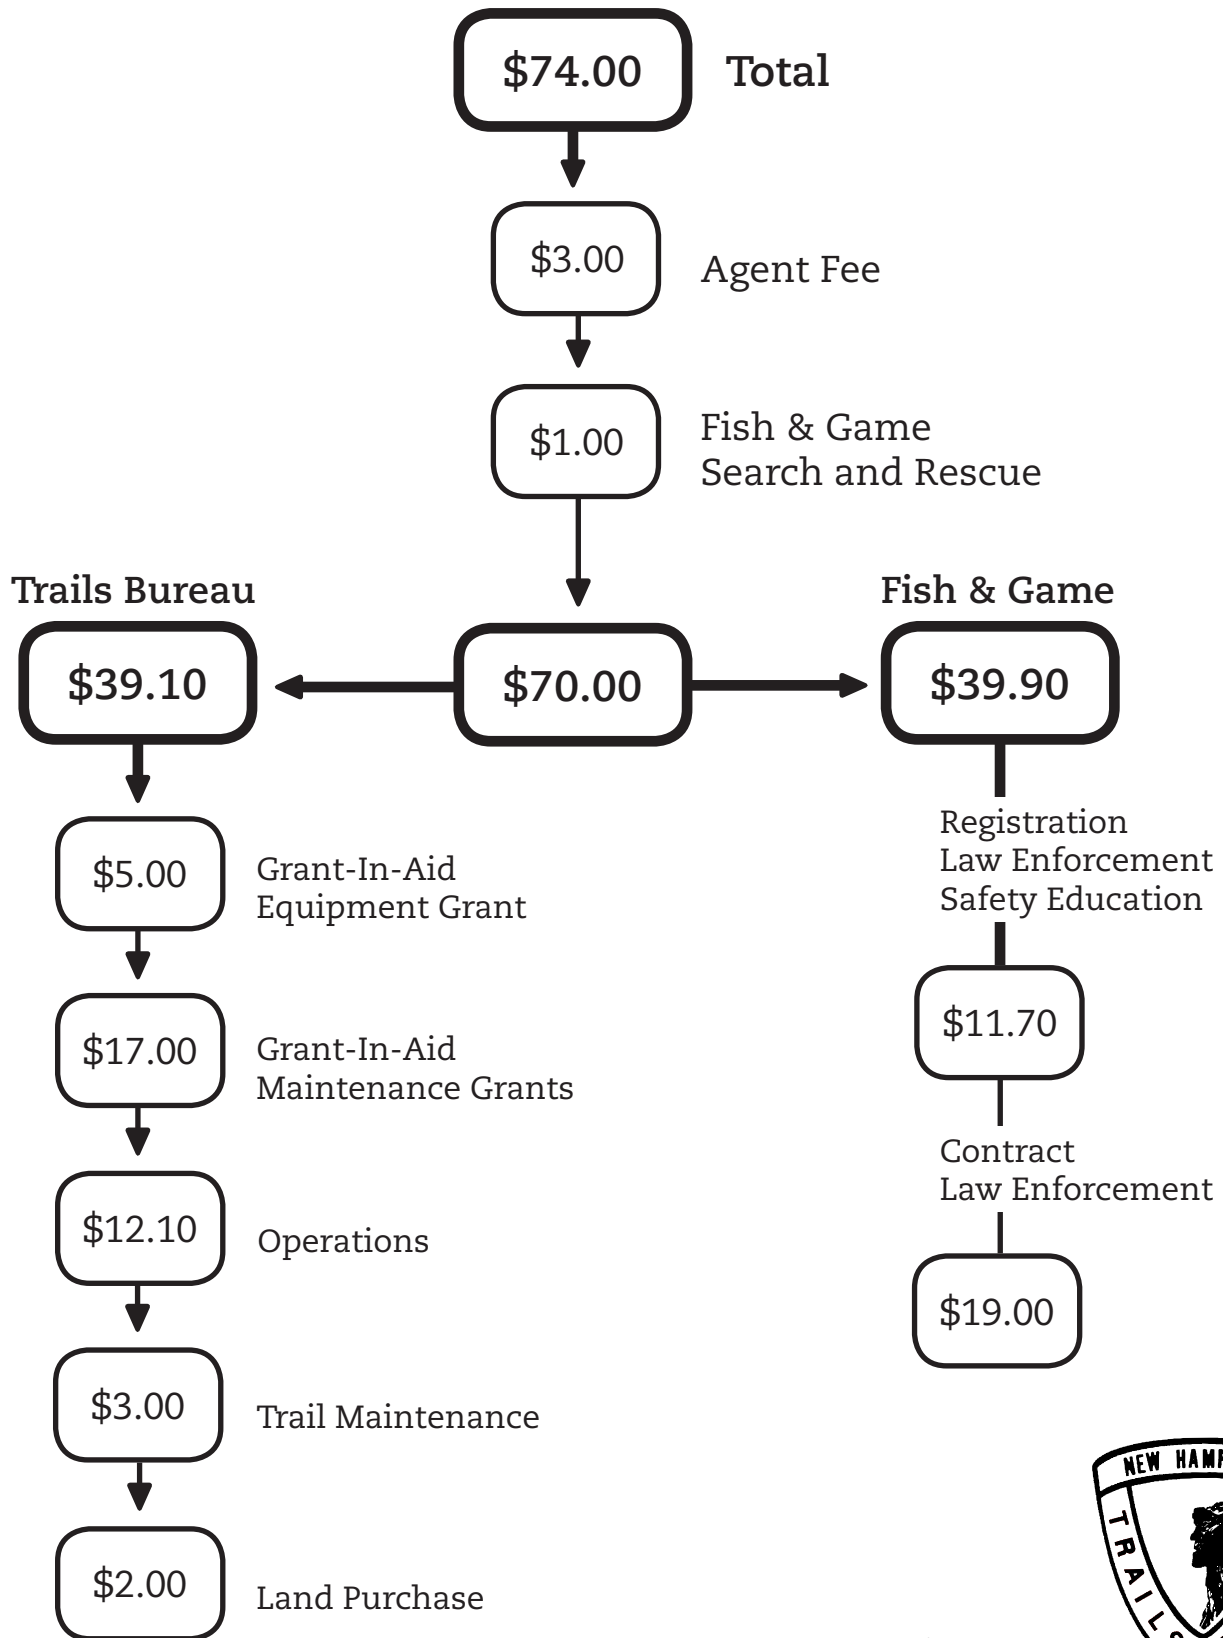 $74.00 Total
$3.00 Agent Fee
$1.00 Fish & Game
Search and Rescue
Trails Bureau
Fish & Game
$39.10
$70.00
$39.90
$5.00
Grant-In-Aid
Equipment Grant
$17.00
Grant-In-Aid
Maintenance Grants
$12.10
Operations
$3.00
Trail Maintenance
$2.00
Land Purchase
Registration
Law Enforcement
Safety Education
$11.70
Contract
Law Enforcement
$19.00
NEW
TRAILS